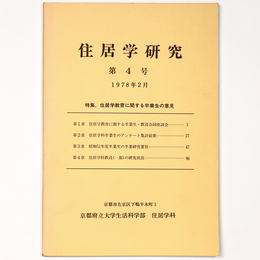 住居学研究
第4号
1978年2月
特集、住居学教育に関する卒業生の意見
第1章 住居学教育に関する卒業生・教員合同座談会 1
第2章 住居学科卒業生のアンケート集計結果 27
第3章 昭和52年度卒業生の卒業研究要旨 47
第4章 住居学科教員(一部)の研究状況 86
京都市左京区下鴨半木町1
京都府立大学生活科学部 住居学科